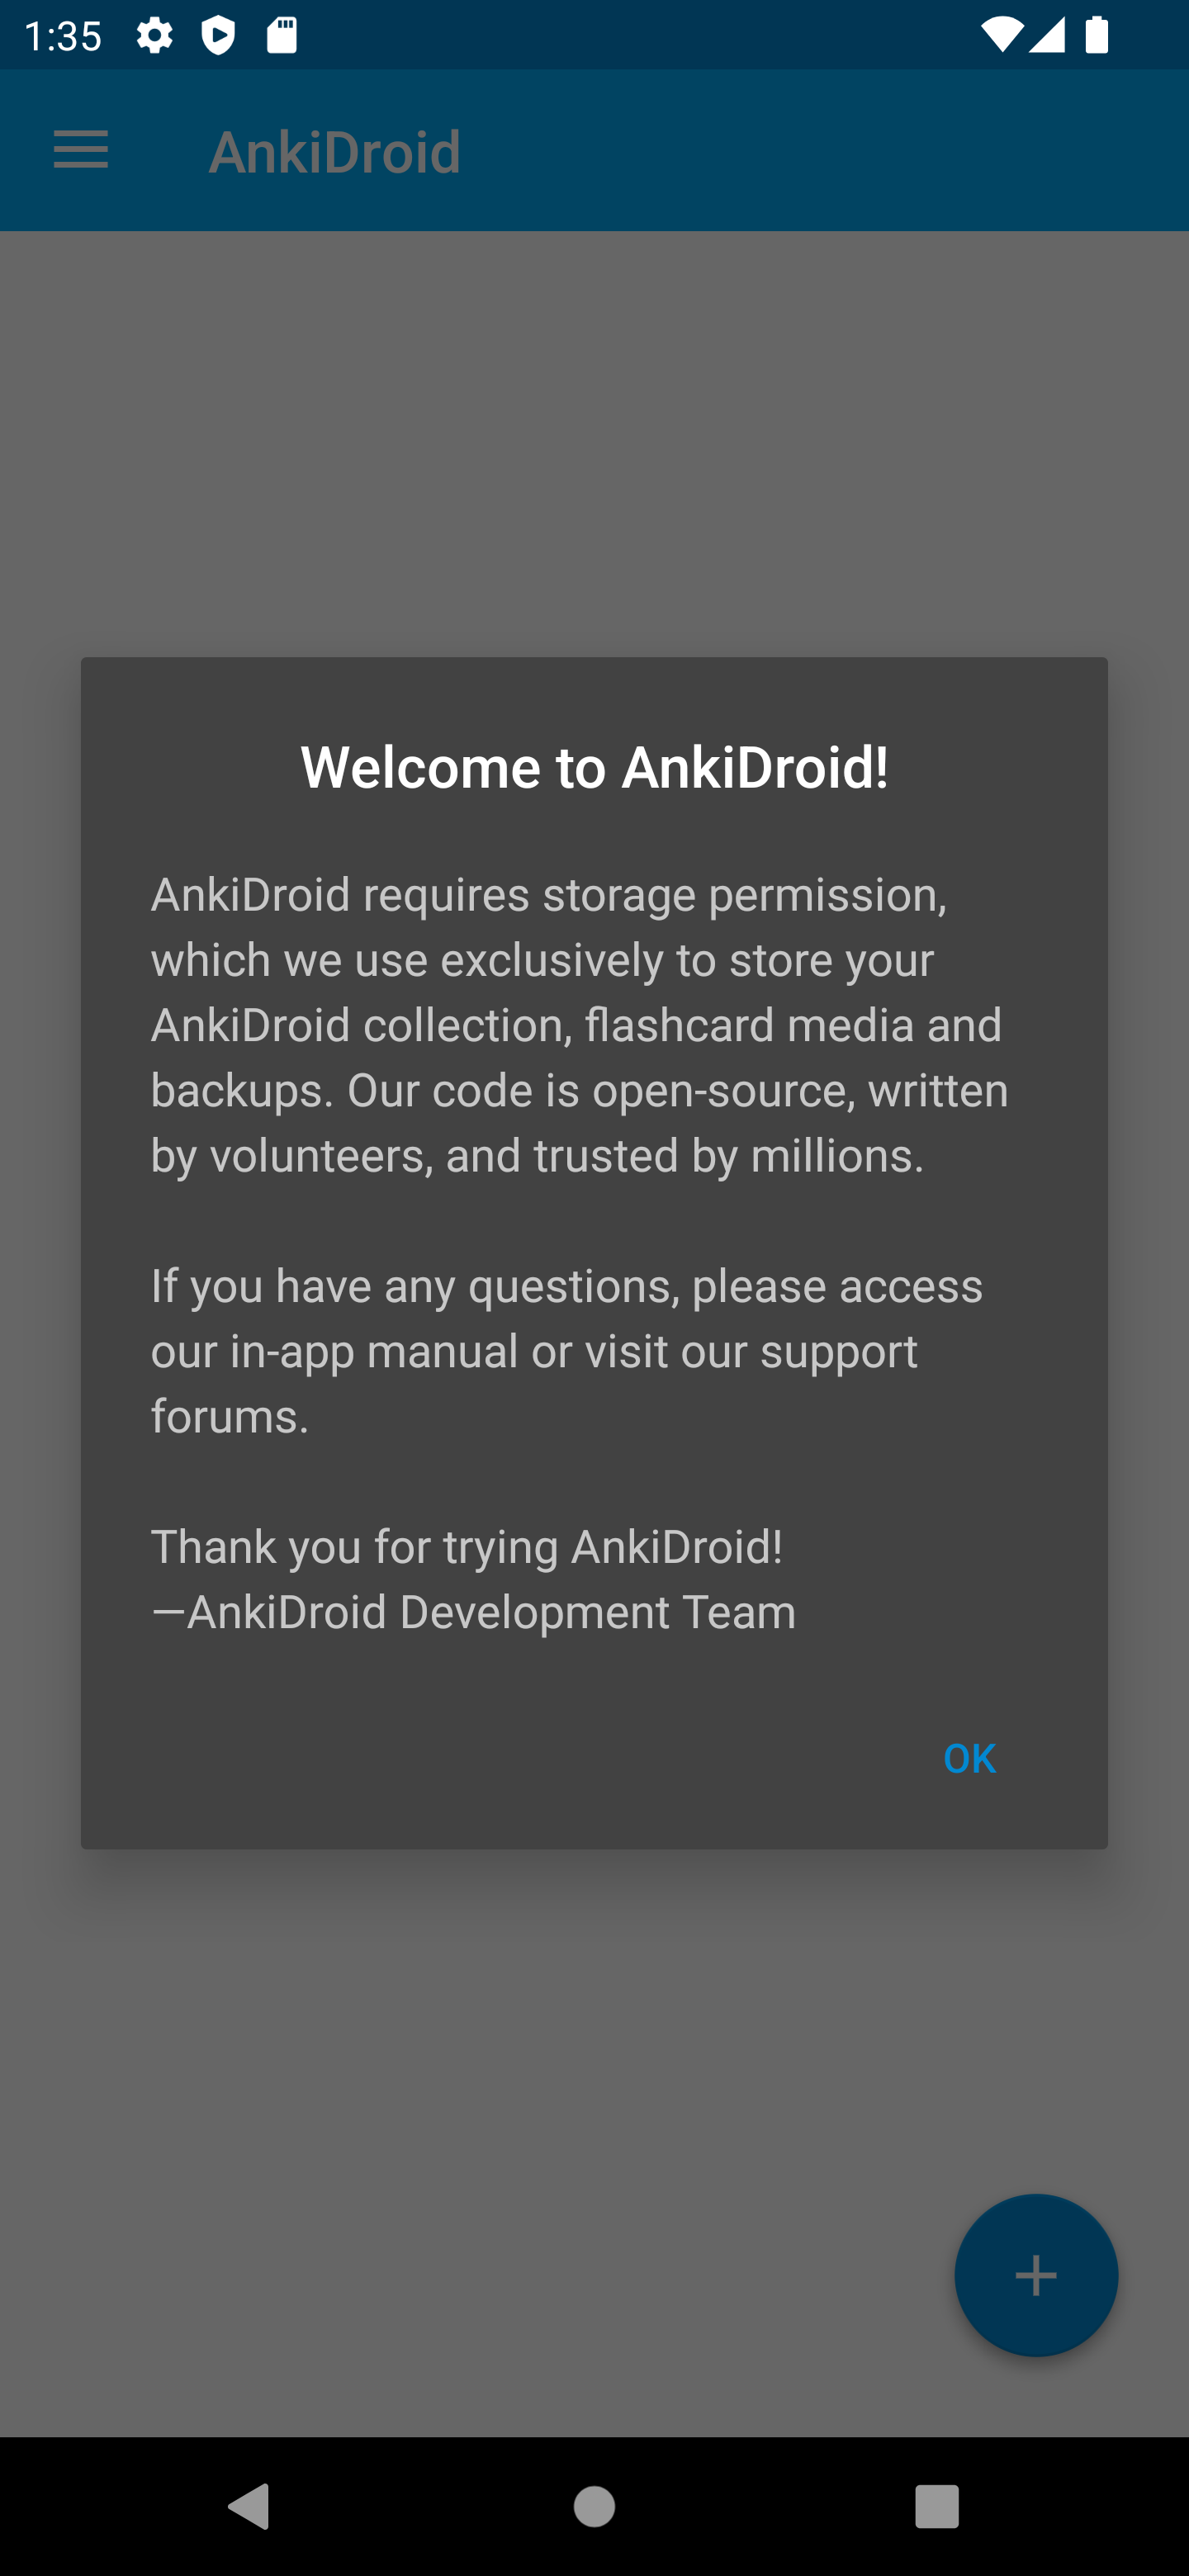 1:35
AnkiDroid
Welcome to AnkiDroid!
AnkiDroid requires storage permission,
which we use exclusively to store your
AnkiDroid collection, flashcard media and
backups. Our code is open-source, written
by volunteers, and trusted by millions.
If you have any questions, please access
our in-app manual or visit our support
forums.
Thank you for trying AnkiDroid!
—AnkiDroid Development Team
OK